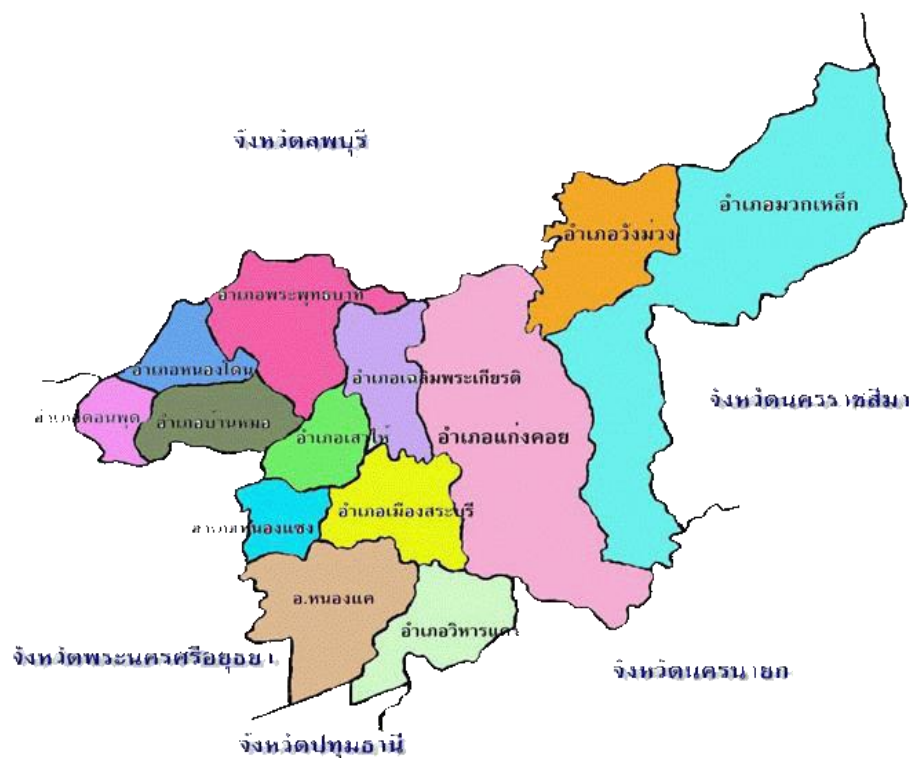 จังหวัดลพบุรี
อำเภอมวกเหล็ก
อำเภอวังม่วง
อำเภอพระพุทธบาท
อำเภอหนองโดน
อำเภอเฉลิมพระเกียรติ
จังหวัดนครราชสีมา
อำเภอดอนพุด
อำเภอบ้านหมอ
อำเภอเสาไห้
อำเภอแก่งคอย
อำเภอเมืองสระบุรี
อำเภอหนองแซง
อ.หนองแค
อำเภอวิหารแดง
จังหวัดพระนครศรีอยุธยา
จังหวัดนครนายก
จังหวัดปทุมธานี